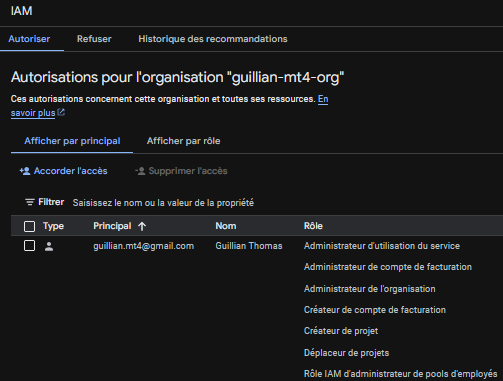 IAM
Autoriser Refuser Historique des recommandations
Autorisations pour l'organisation "guillian-mt4-org"
Ces autorisations concernent cette organisation et toutes ses ressources. En
savoir plus
Afficher par principal Afficher par rôle
Accorder l'accès Supprimer l'accès
Filtrer Saisissez le nom ou la valeur de la propriété
Type Principal Nom Rôle
guillian.mt4@gmail.com Guillian Thomas Administrateur d'utilisation du service
Administrateur de compte de facturation
Administrateur de l'organisation
Créateur de compte de facturation
Créateur de projet
Déplaceur de projets
Rôle IAM d'administrateur de pools d'employés